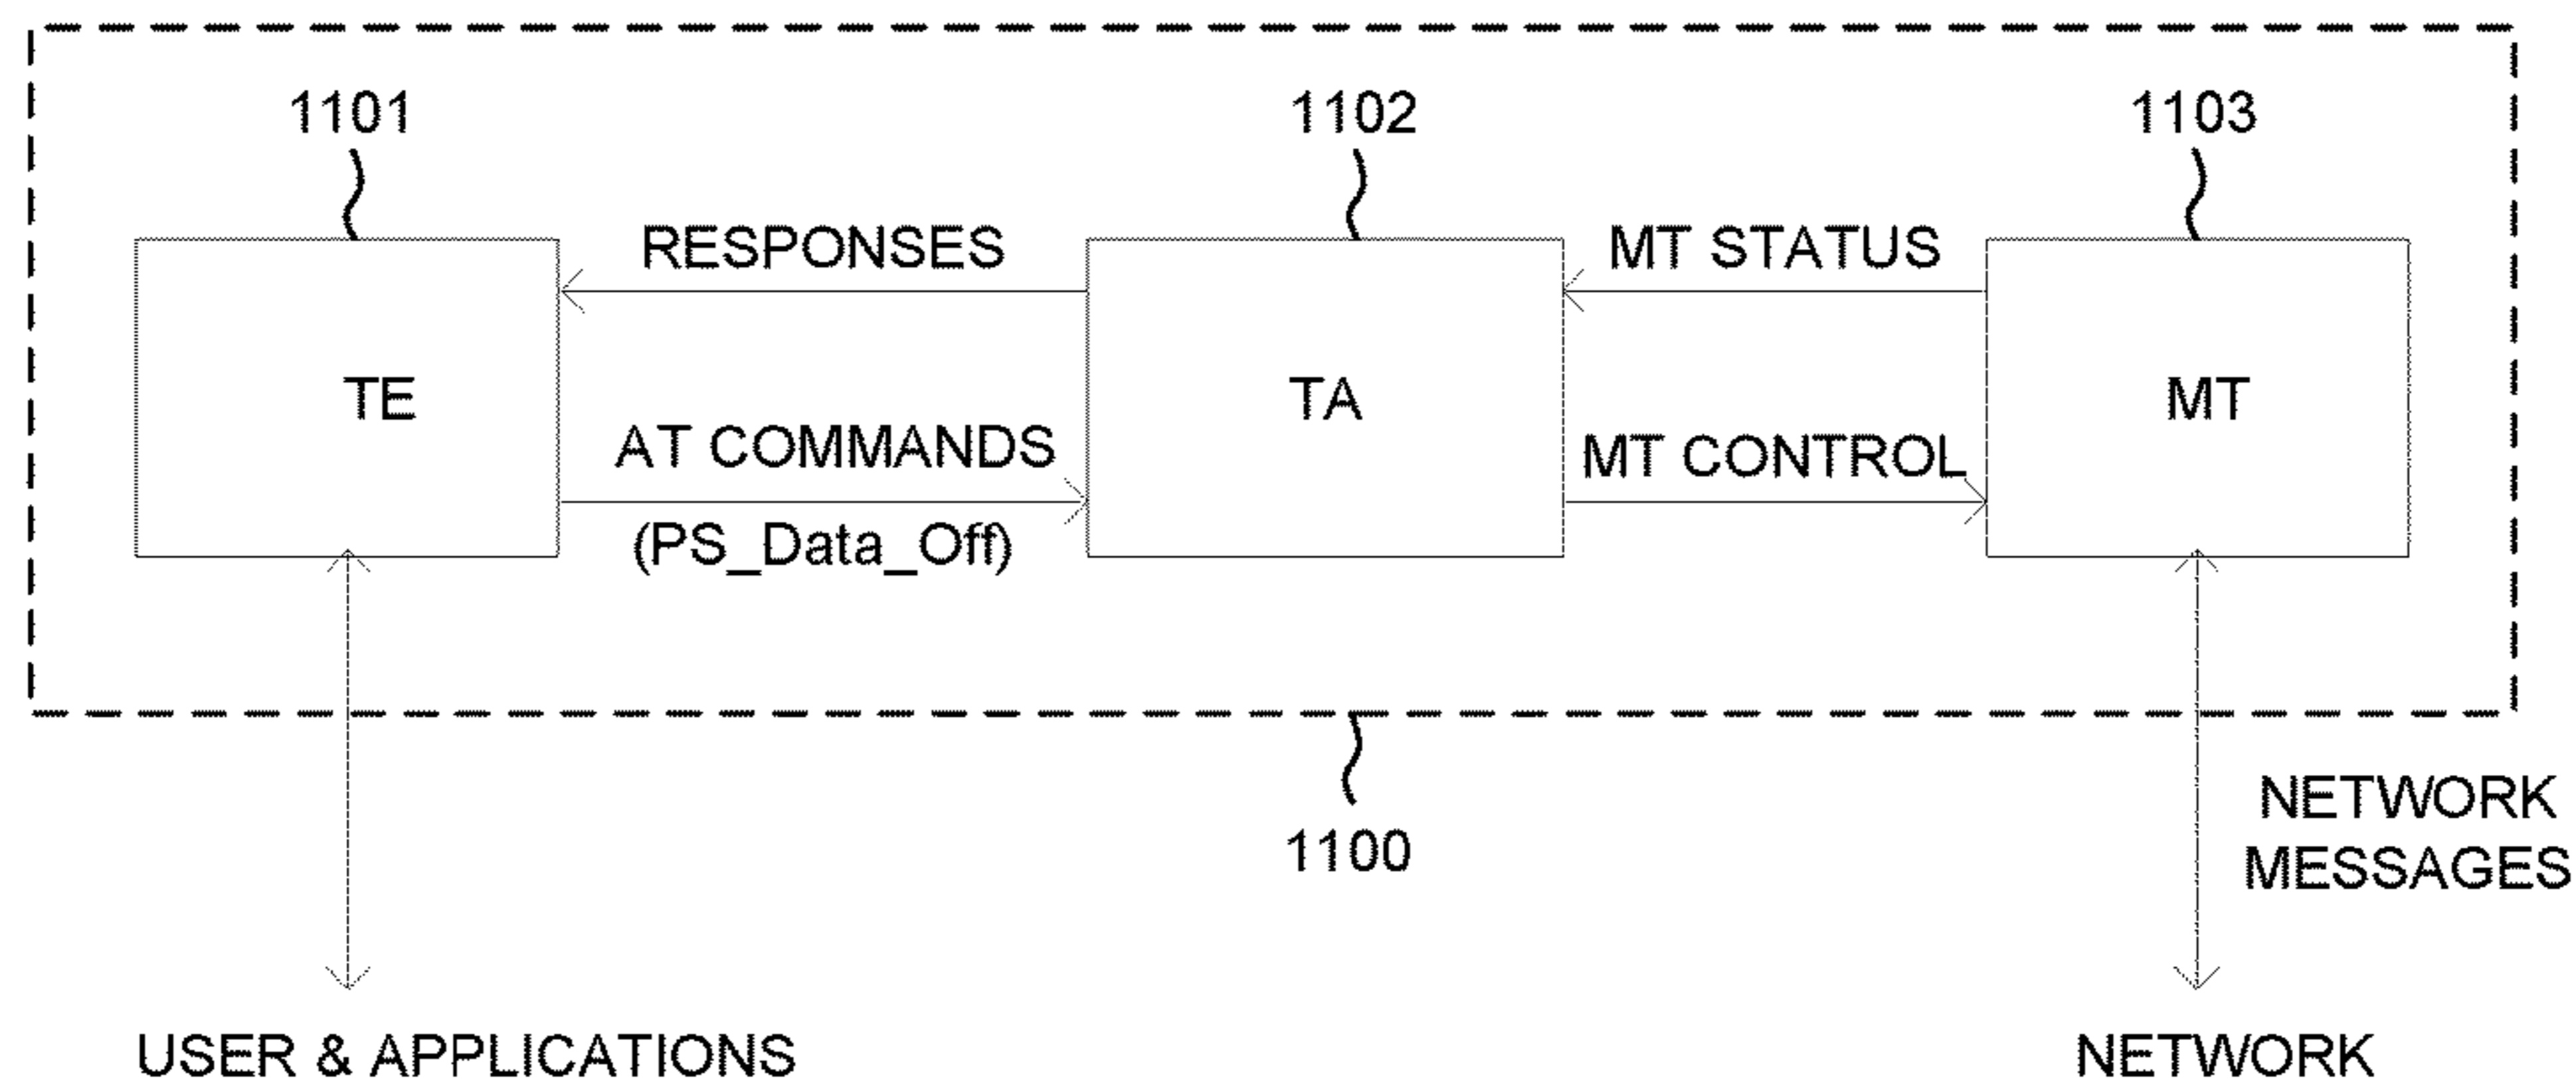 1101
1102
1103
RESPONSES
MT STATUS
TE
TA
MT
AT COMMANDS
MT CONTROL
(PS_Data_Off)
1100
NETWORK
MESSAGES
USER & APPLICATIONS
NETWORK